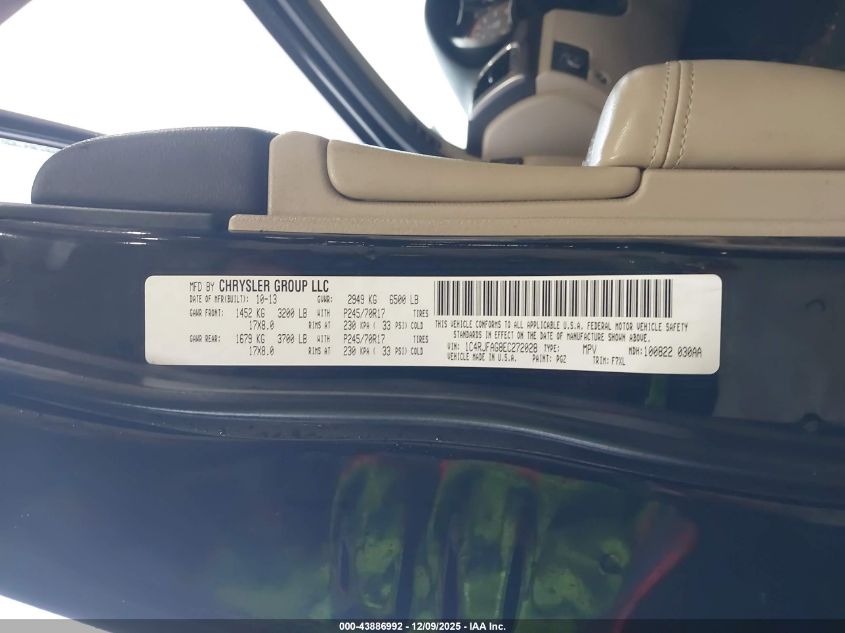 MFD BY CHRYSLER GROUP LLC
DATE OF MFR(BUILT): 10-13 GVWR: 2949 KG 6500 LB
GAWR FRONT: 1452 KG 3200 LB WITH P245/70R17 TIRES
17X8.0 RIMS AT 230 KPA ( 33 PSI) COLD
GAWR REAR: 1679 KG 3700 LB WITH P245/70R17 TIRES
17X8.0 RIMS AT 230 KPA ( 33 PSI) COLD
THIS VEHICLE CONFORMS TO ALL APPLICABLE U.S.A. FEDERAL MOTOR VEHICLE SAFETY
STANDARDS IN EFFECT ON THE DATE OF MANUFACTURE SHOWN ABOVE.
VIN: 1C4RJFAG8EC272028 TYPE: MPV MDH: 100822 030AA
VEHICLE MADE IN U.S.A. PAINT: PGZ TRIM: F7XL
000-43886992 - 12/09/2025 - IAA Inc.